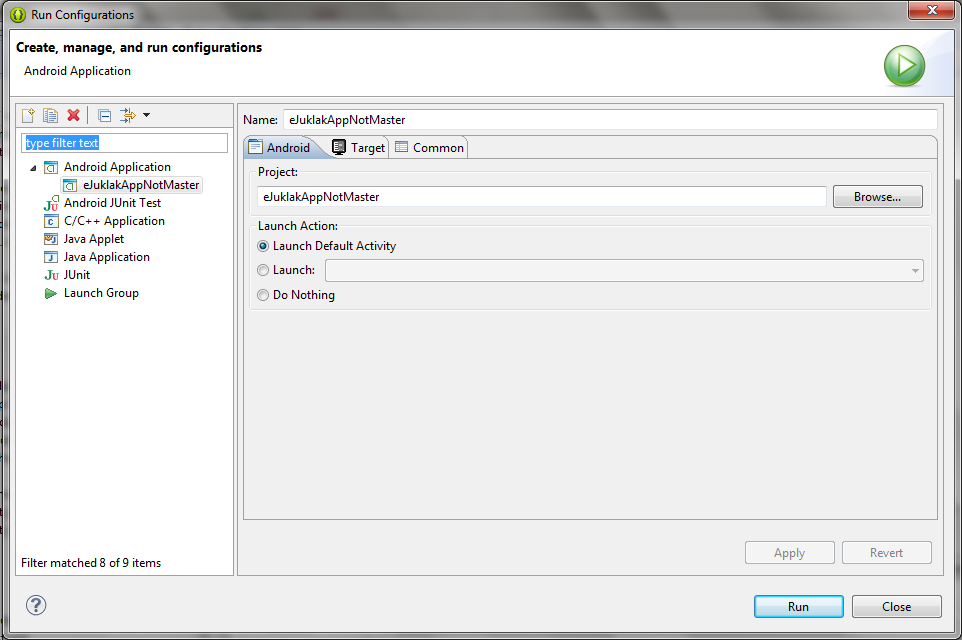 Run Configurations
Create, manage, and run configurations
Android Application
type filter text
Android Application
eJuklakAppNotMaster
Android JUnit Test
C/C++ Application
Java Applet
Java Application
JUnit
Launch Group
Filter matched 8 of 9 items
Name: eJuklakAppNotMaster
Android Target Common
Project:
eJuklakAppNotMaster Browse...
Launch Action:
Launch Default Activity
Launch:
Do Nothing
Apply Revert
? Run Close